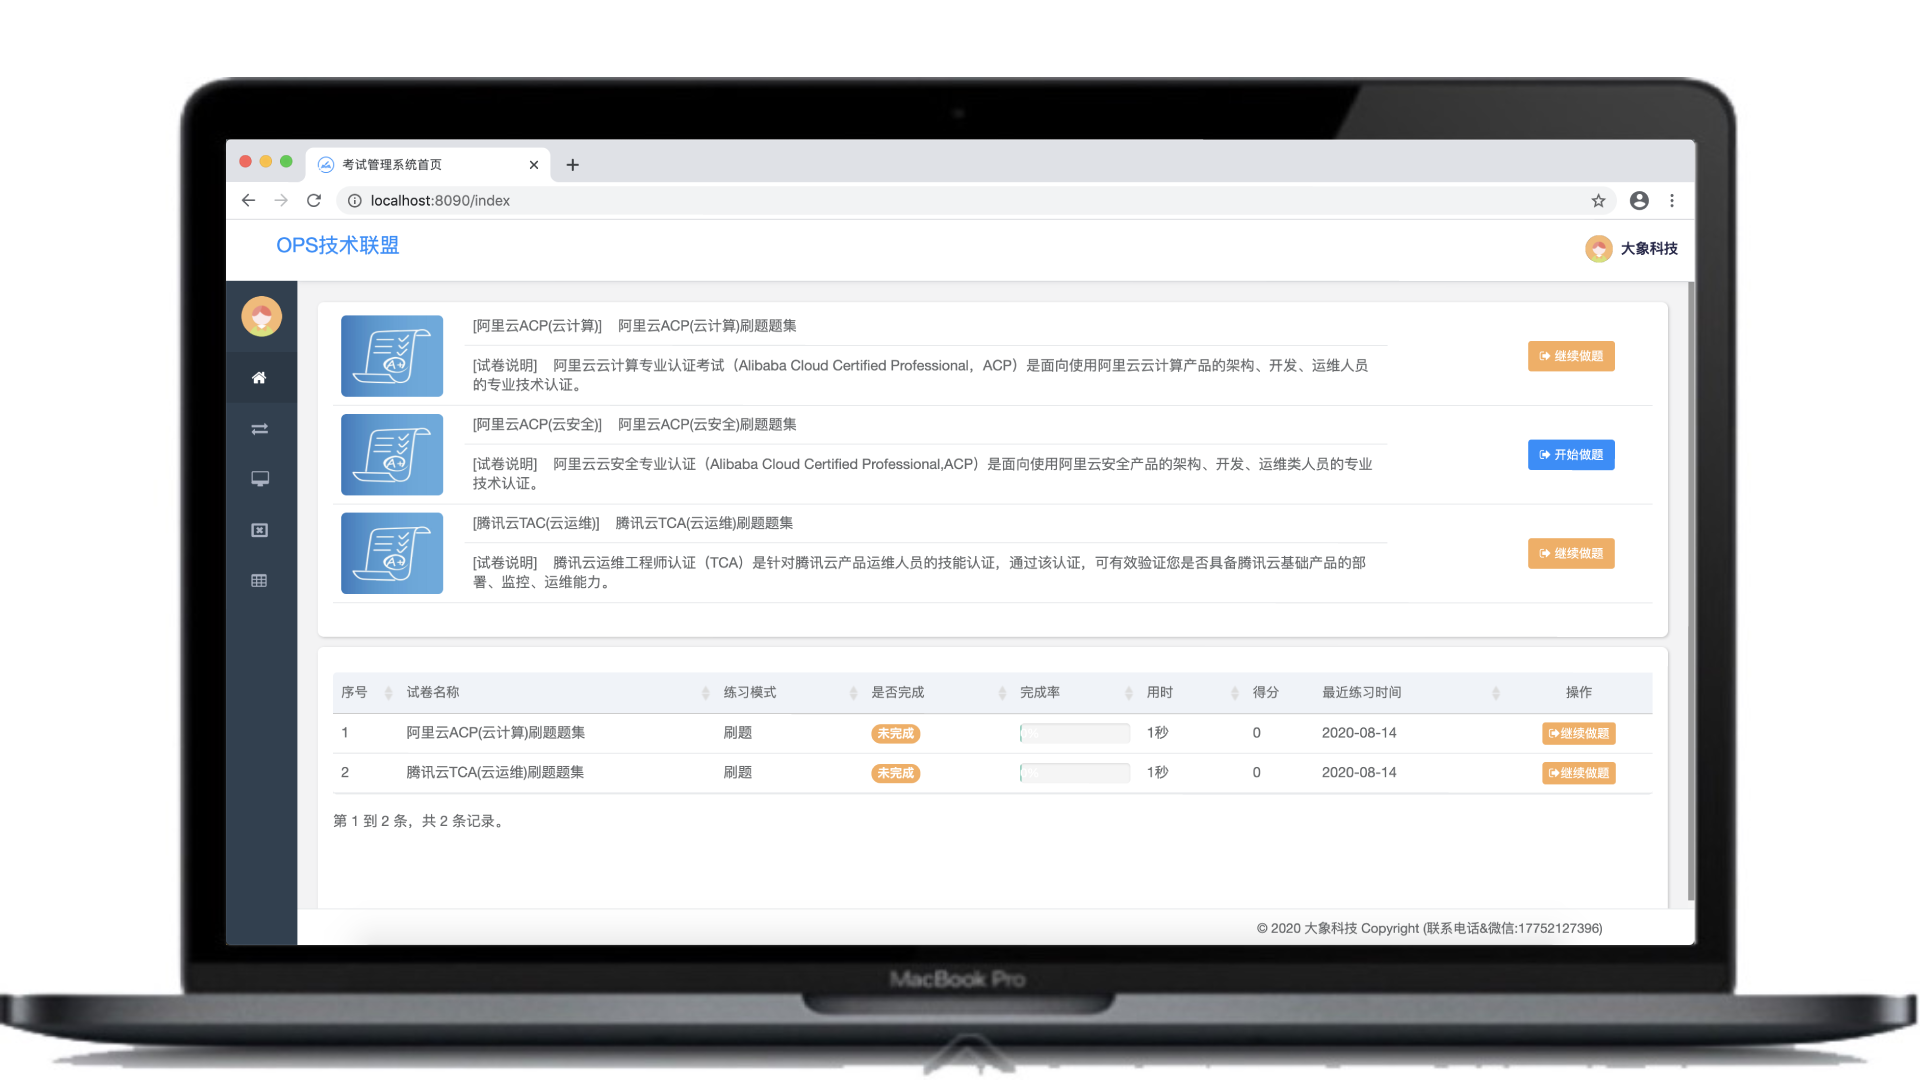 考试管理系统首页
localhost:8090/index
OPS技术联盟
大象科技
[阿里云ACP(云计算)] 阿里云ACP(云计算)刷题题集
[试卷说明] 阿里云云计算专业认证考试（Alibaba Cloud Certified Professional，ACP）是面向使用阿里云云计算产品的架构、开发、运维人员
的专业技术认证。
继续做题
[阿里云ACP(云安全)] 阿里云ACP(云安全)刷题题集
[试卷说明] 阿里云云安全专业认证（Alibaba Cloud Certified Professional,ACP）是面向使用阿里云安全产品的架构、开发、运维类人员的专业
技术认证。
开始做题
[腾讯云TAC(云运维)] 腾讯云TCA(云运维)刷题题集
[试卷说明] 腾讯云运维工程师认证（TCA）是针对腾讯云产品运维人员的技能认证，通过该认证，可有效验证您是否具备腾讯云基础产品的部
署、监控、运维能力。
继续做题
A+
A+
A+
序号 试卷名称 练习模式 是否完成 完成率 用时 得分 最近练习时间 操作
1 阿里云ACP(云计算)刷题题集 刷题 未完成 0% 1秒 0 2020-08-14 继续做题
2 腾讯云TCA(云运维)刷题题集 刷题 未完成 0% 1秒 0 2020-08-14 继续做题
第 1 到 2 条，共 2 条记录。
© 2020 大象科技 Copyright (联系电话&微信:17752127396)
MacBook Pro